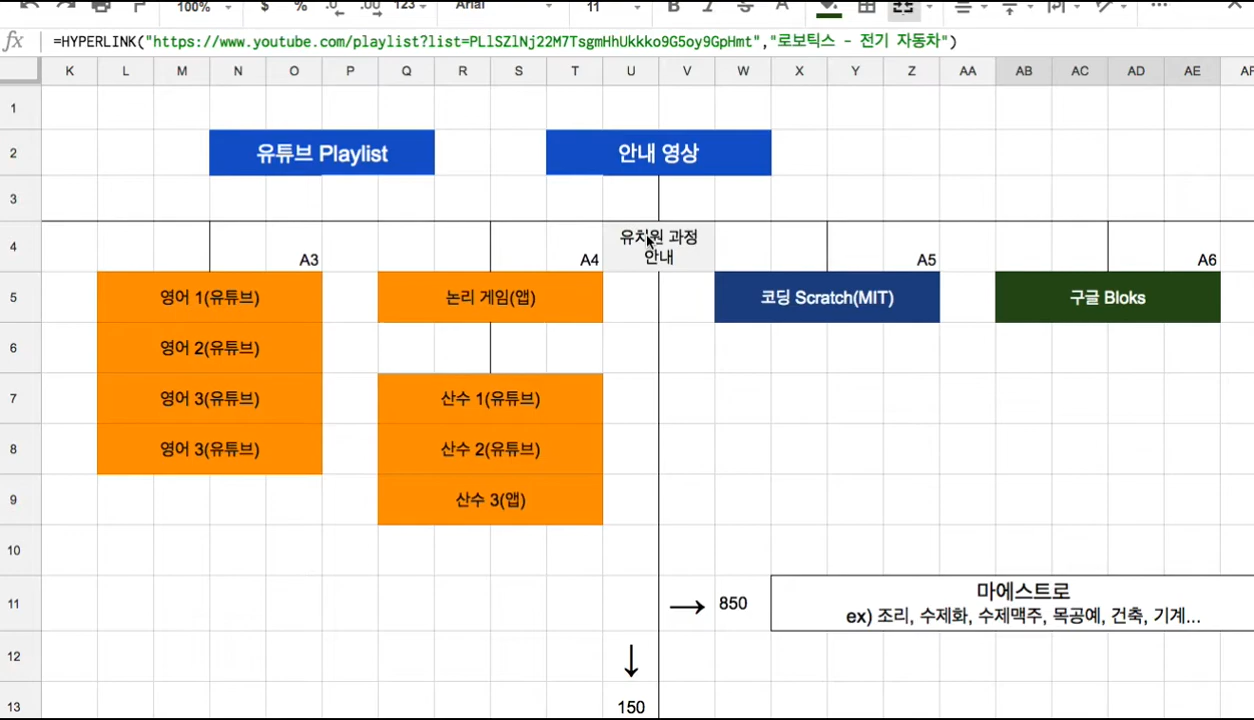 100% $ % .0 .00 123 Arial 11 B I S A
fx =HYPERLINK("https://www.youtube.com/playlist?list=PLlSZlNj22M7TsgmHhUkkko9G5oy9GpHmt","로보틱스 - 전기 자동차")
K L M N O P Q R S T U V W X Y Z AA AB AC AD AE AF
1
2 유튜브 Playlist 안내 영상
3
4 A3 A4 유치원 과정 A5 A6
안내
5 영어 1(유튜브) 논리 게임(앱) 코딩 Scratch(MIT) 구글 Bloks
6 영어 2(유튜브)
7 영어 3(유튜브) 산수 1(유튜브)
8 영어 3(유튜브) 산수 2(유튜브)
9 산수 3(앱)
10
11 → 850 마에스트로
ex) 조리, 수제화, 수제맥주, 목공예, 건축, 기계...
12 ↓
13 150